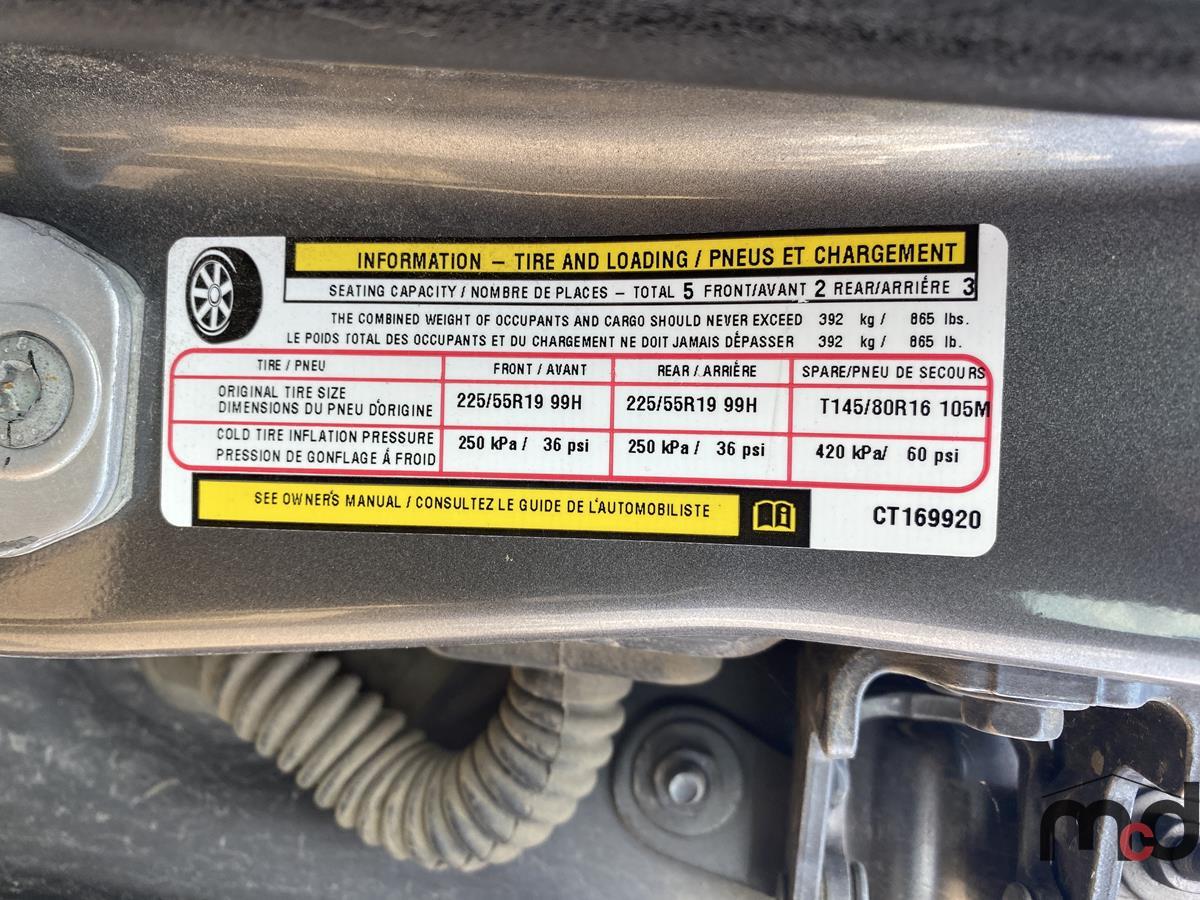 INFORMATION – TIRE AND LOADING / PNEUS ET CHARGEMENT
SEATING CAPACITY / NOMBRE DE PLACES – TOTAL 5 FRONT/AVANT 2 REAR/ARRIÉRE 3
THE COMBINED WEIGHT OF OCCUPANTS AND CARGO SHOULD NEVER EXCEED 392 kg / 865 lbs.
LE POIDS TOTAL DES OCCUPANTS ET DU CHARGEMENT NE DOIT JAMAIS DÉPASSER 392 kg / 865 lb.
TIRE / PNEU FRONT / AVANT REAR / ARRIÉRE SPARE/PNEU DE SECOURS
ORIGINAL TIRE SIZE
DIMENSIONS DU PNEU D'ORIGINE 225/55R19 99H 225/55R19 99H T145/80R16 105M
COLD TIRE INFLATION PRESSURE
PRESSION DE GONFLAGE Á FROID 250 kPa / 36 psi 250 kPa / 36 psi 420 kPa/ 60 psi
SEE OWNER'S MANUAL / CONSULTEZ LE GUIDE DE L'AUTOMOBILISTE
CT169920
mcd